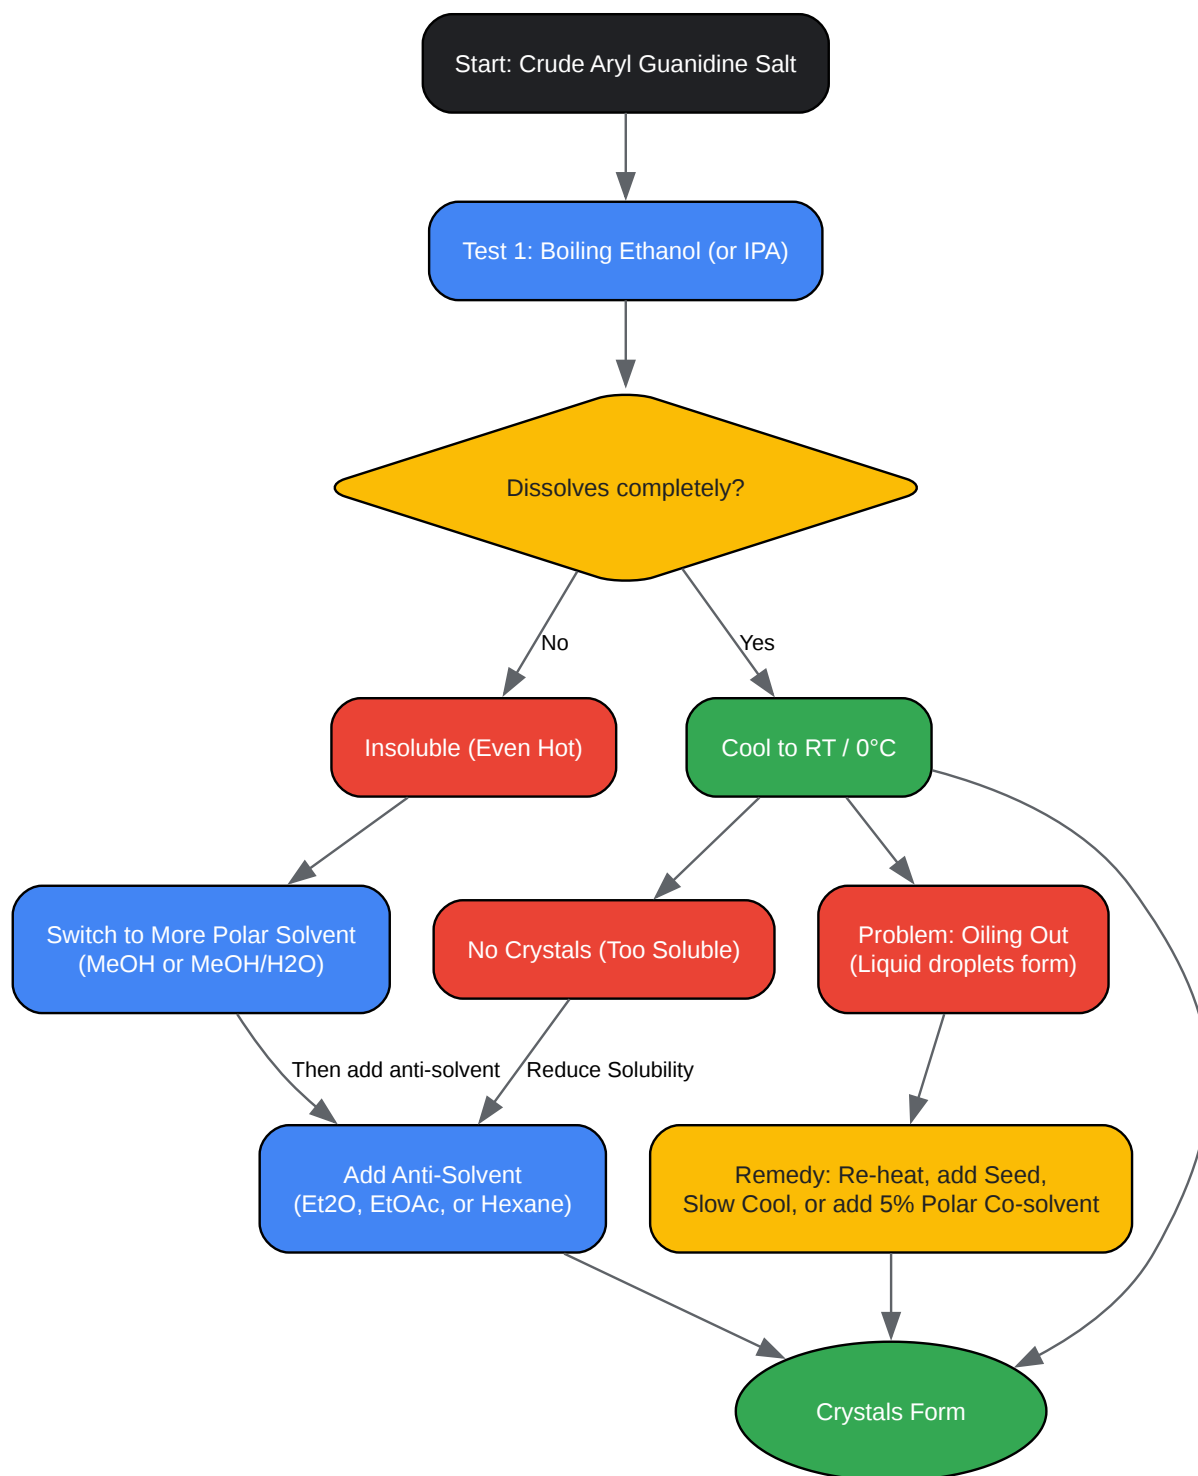 Start: Crude Aryl Guanidine Salt
Test 1: Boiling Ethanol (or IPA)
Dissolves completely?
No
Yes
Insoluble (Even Hot)
Cool to RT / 0°C
Switch to More Polar Solvent
(MeOH or MeOH/H2O)
No Crystals (Too Soluble)
Problem: Oiling Out
(Liquid droplets form)
Then add anti-solvent
Reduce Solubility
Add Anti-Solvent
(Et2O, EtOAc, or Hexane)
Remedy: Re-heat, add Seed,
Slow Cool, or add 5% Polar Co-solvent
Crystals Form